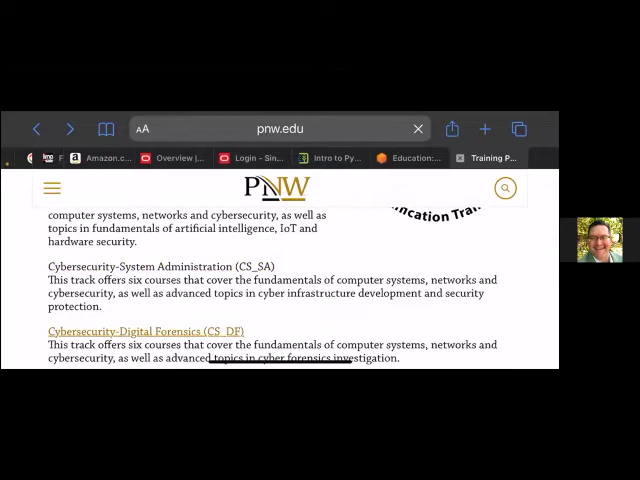 AA pnw.edu
Amazon.c... Overview |... Login - Sin... Intro to Py... Education:... Training P...
PNW
computer systems, networks and cybersecurity, as well as
topics in fundamentals of artificial intelligence, IoT and
hardware security.
ication Tra
Cybersecurity-System Administration (CS_SA)
This track offers six courses that cover the fundamentals of computer systems, networks and
cybersecurity, as well as advanced topics in cyber infrastructure development and security
protection.
Cybersecurity-Digital Forensics (CS_DF)
This track offers six courses that cover the fundamentals of computer systems, networks and
cybersecurity, as well as advanced topics in cyber forensics investigation.